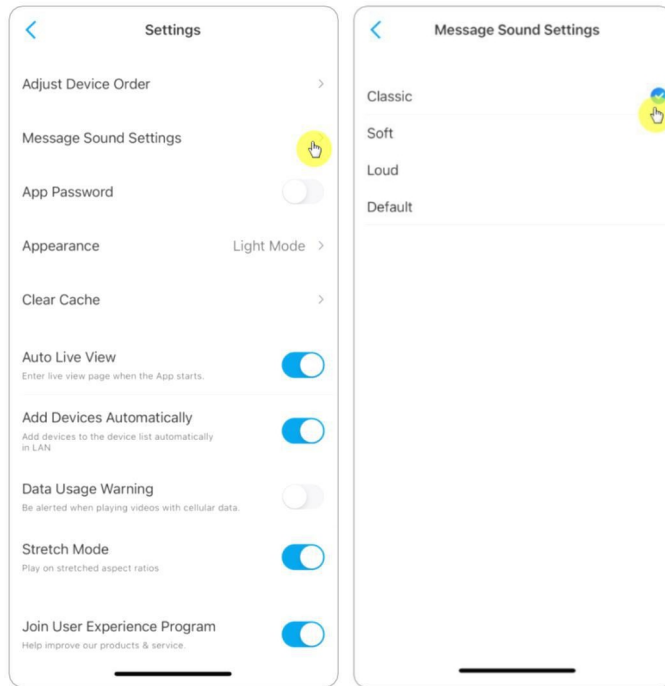 Settings
Adjust Device Order
Message Sound Settings
App Password
Appearance Light Mode
Clear Cache
Auto Live View
Enter live view page when the App starts.
Add Devices Automatically
Add devices to the device list automatically
in LAN
Data Usage Warning
Be alerted when playing videos with cellular data.
Stretch Mode
Play on stretched aspect ratios
Join User Experience Program
Help improve our products & service.
Message Sound Settings
Classic
Soft
Loud
Default